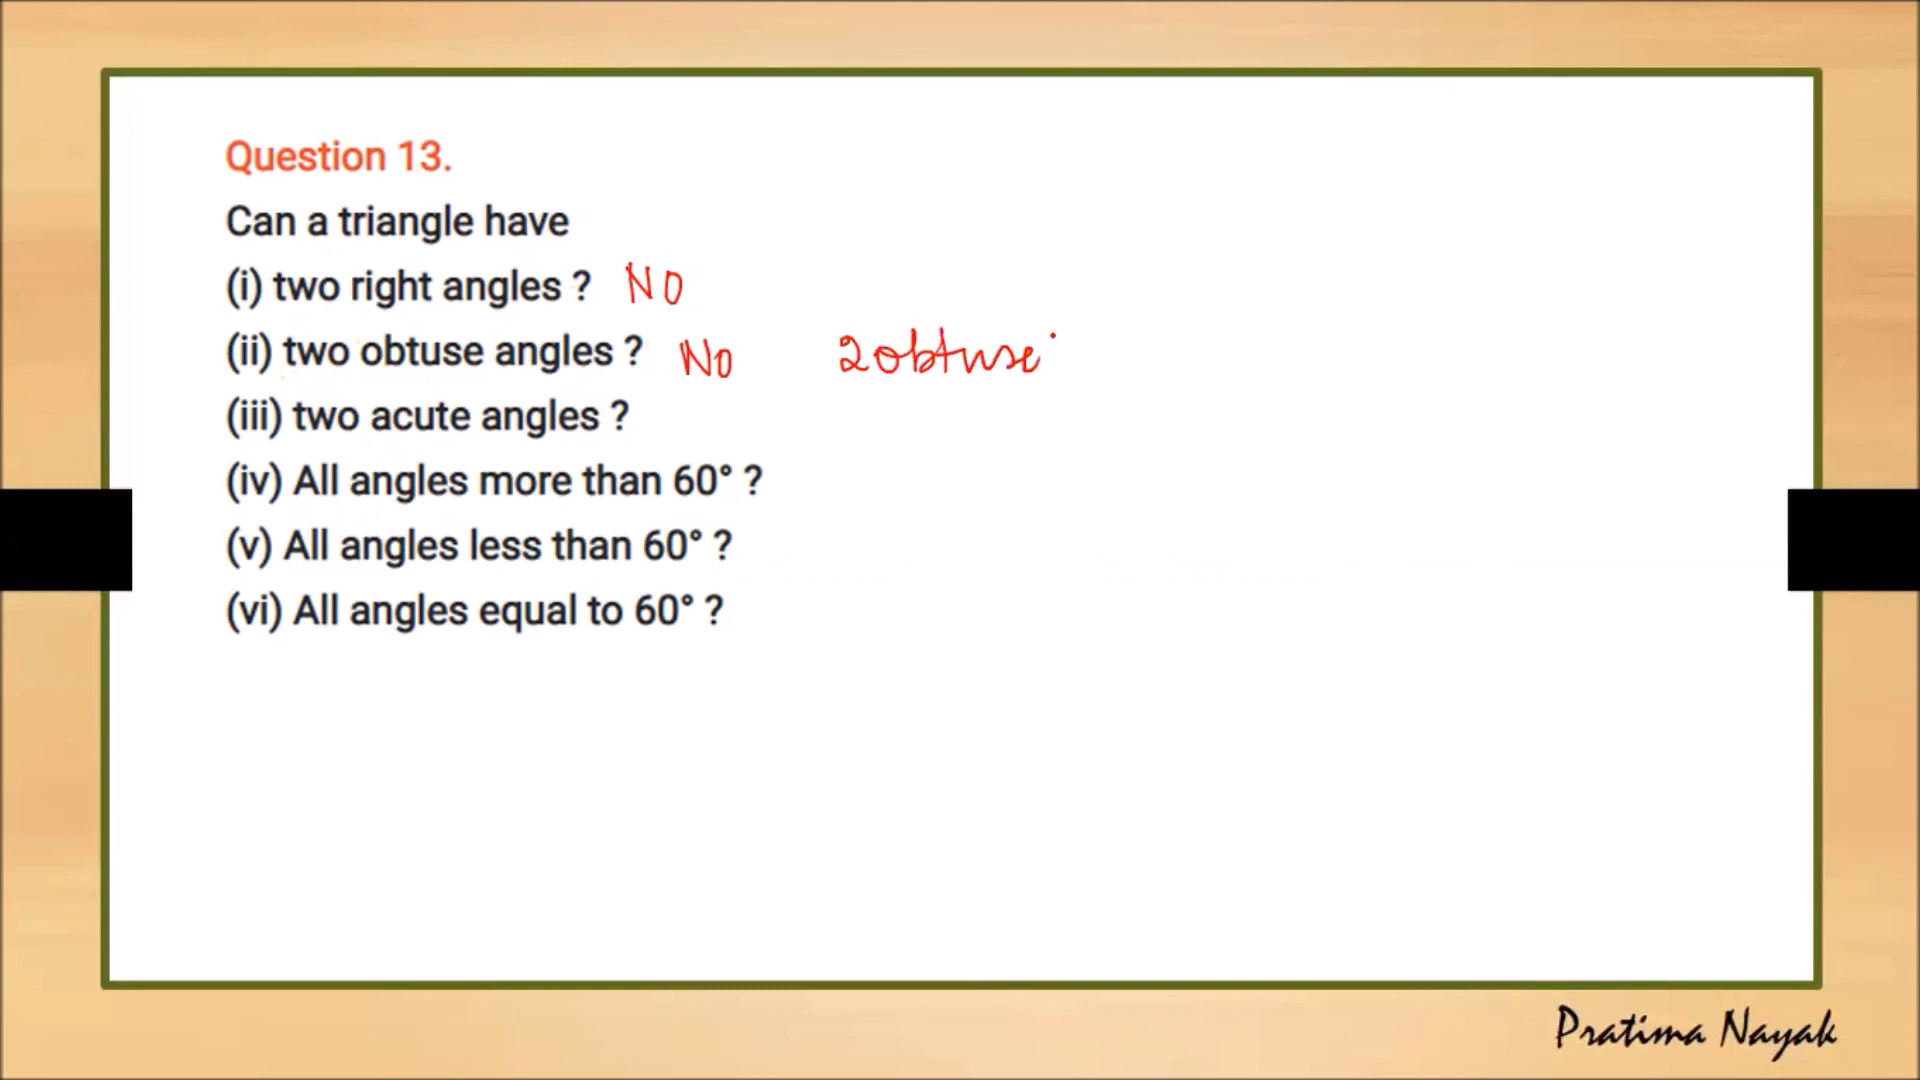 Question 13.
Can a triangle have
(i) two right angles ? NO
(ii) two obtuse angles ? No 2obtuse
(iii) two acute angles ?
(iv) All angles more than 60° ?
(v) All angles less than 60° ?
(vi) All angles equal to 60° ?
Pratima Nayak